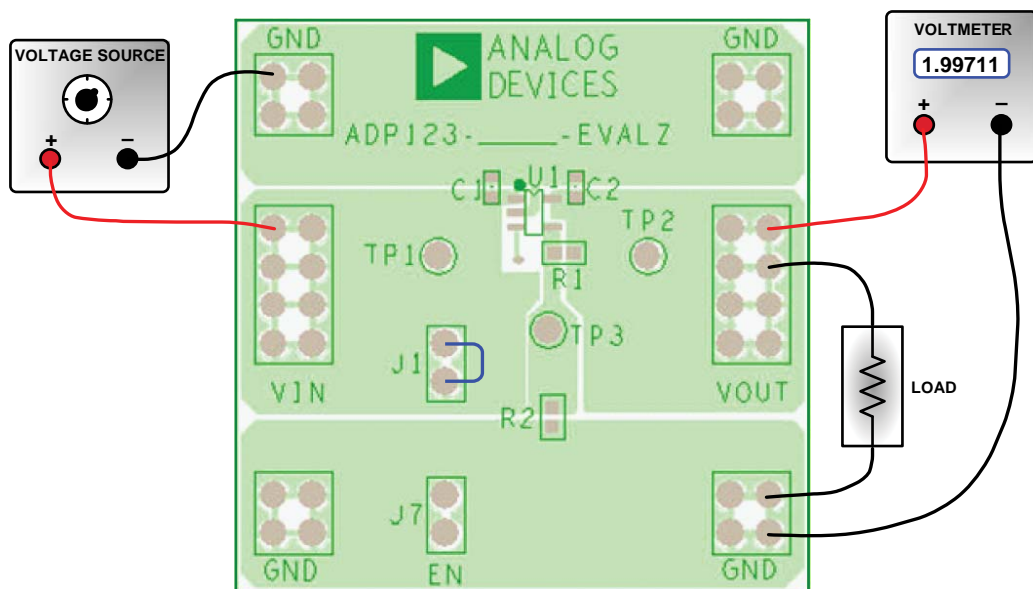 VOLTAGE SOURCE
+
–
GND
ANALOG
DEVICES
GND
ADP123-_____-EVALZ
VOLTMETER
1.99711
+
–
C1
U1
C2
TP1
TP2
R1
TP3
J1
VIN
R2
VOUT
LOAD
J7
GND
EN
GND